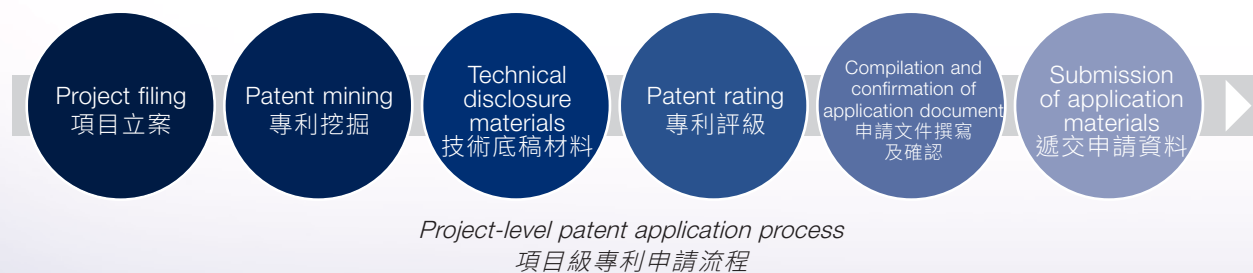 Project filing
項目立案
Patent mining
專利挖掘
Technical
disclosure
materials
技術底稿材料
Patent rating
專利評級
Compilation and
confirmation of
application document
申請文件撰寫
及確認
Submission
of application
materials
遞交申請資料
Project-level patent application process
項目級專利申請流程